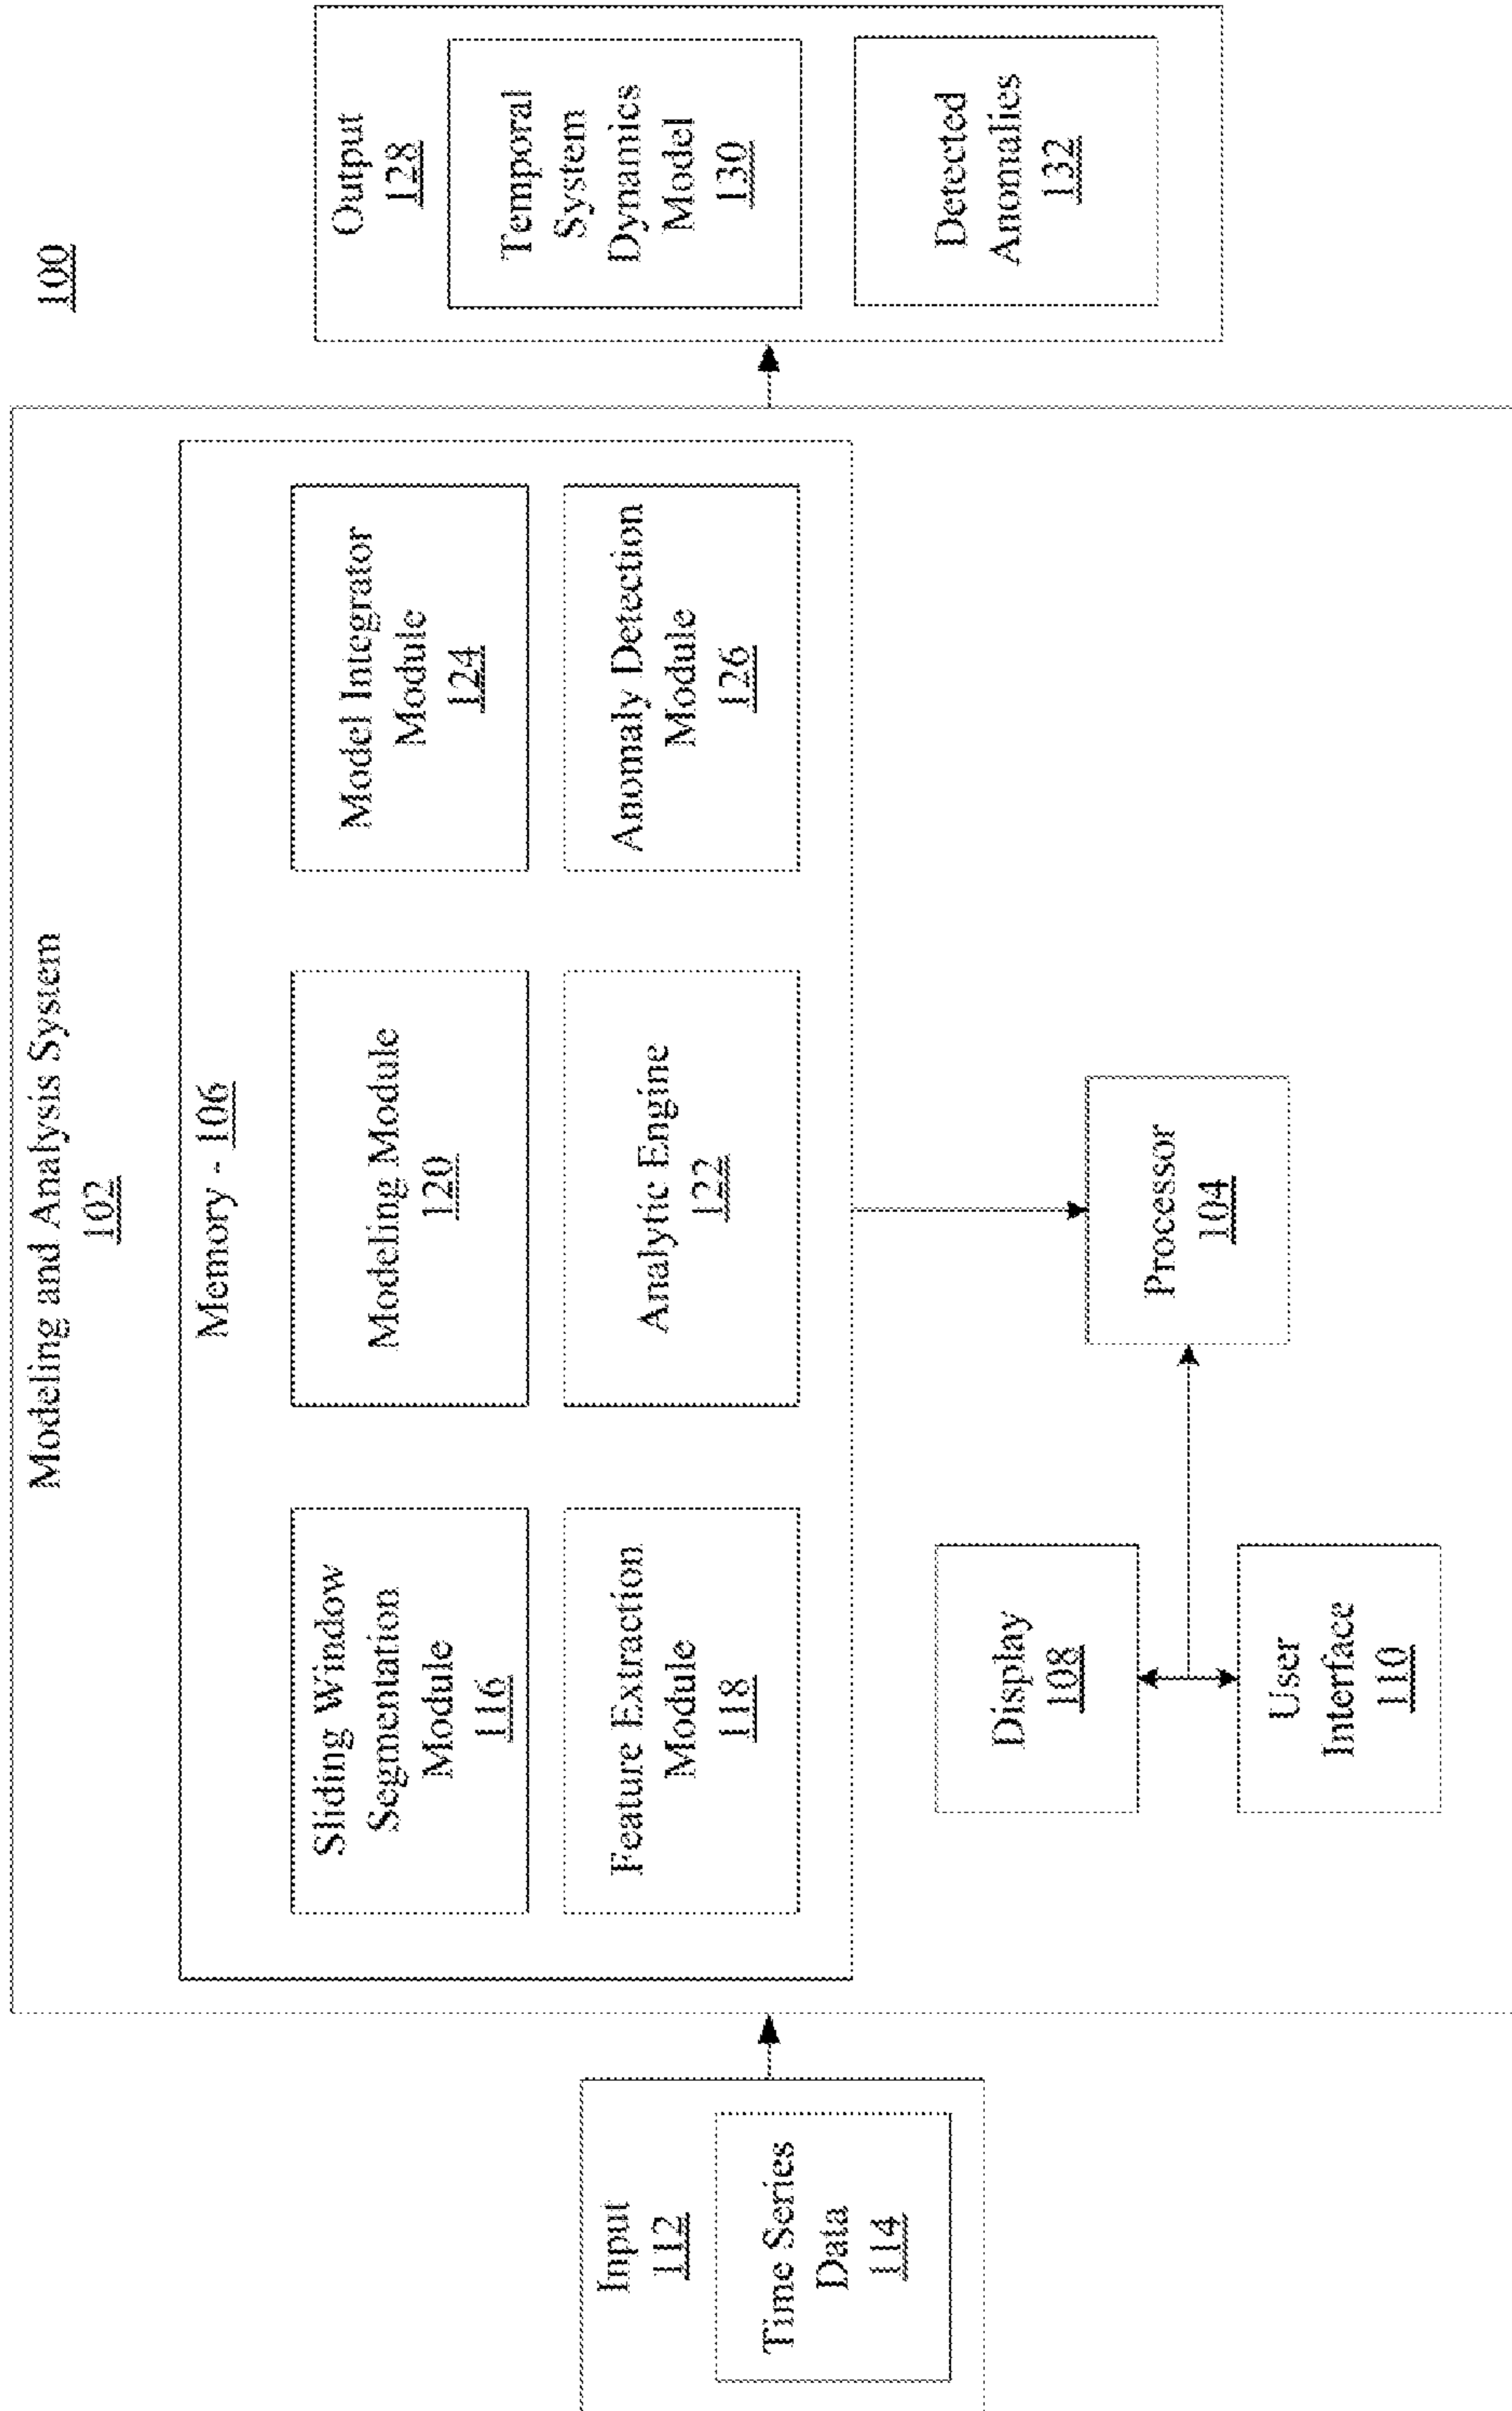 100
Modeling and Analysis System
102
Memory - 106
Sliding Window
Segmentation
Module
116
Modeling Module
120
Model Integrator
Module
124
Feature Extraction
Module
118
Analytic Engine
122
Anomaly Detection
Module
126
Input
112
Time Series
Data
114
Display
108
User
Interface
110
Processor
104
Output
128
Temporal
System
Dynamics
Model
130
Detected
Anomalies
132